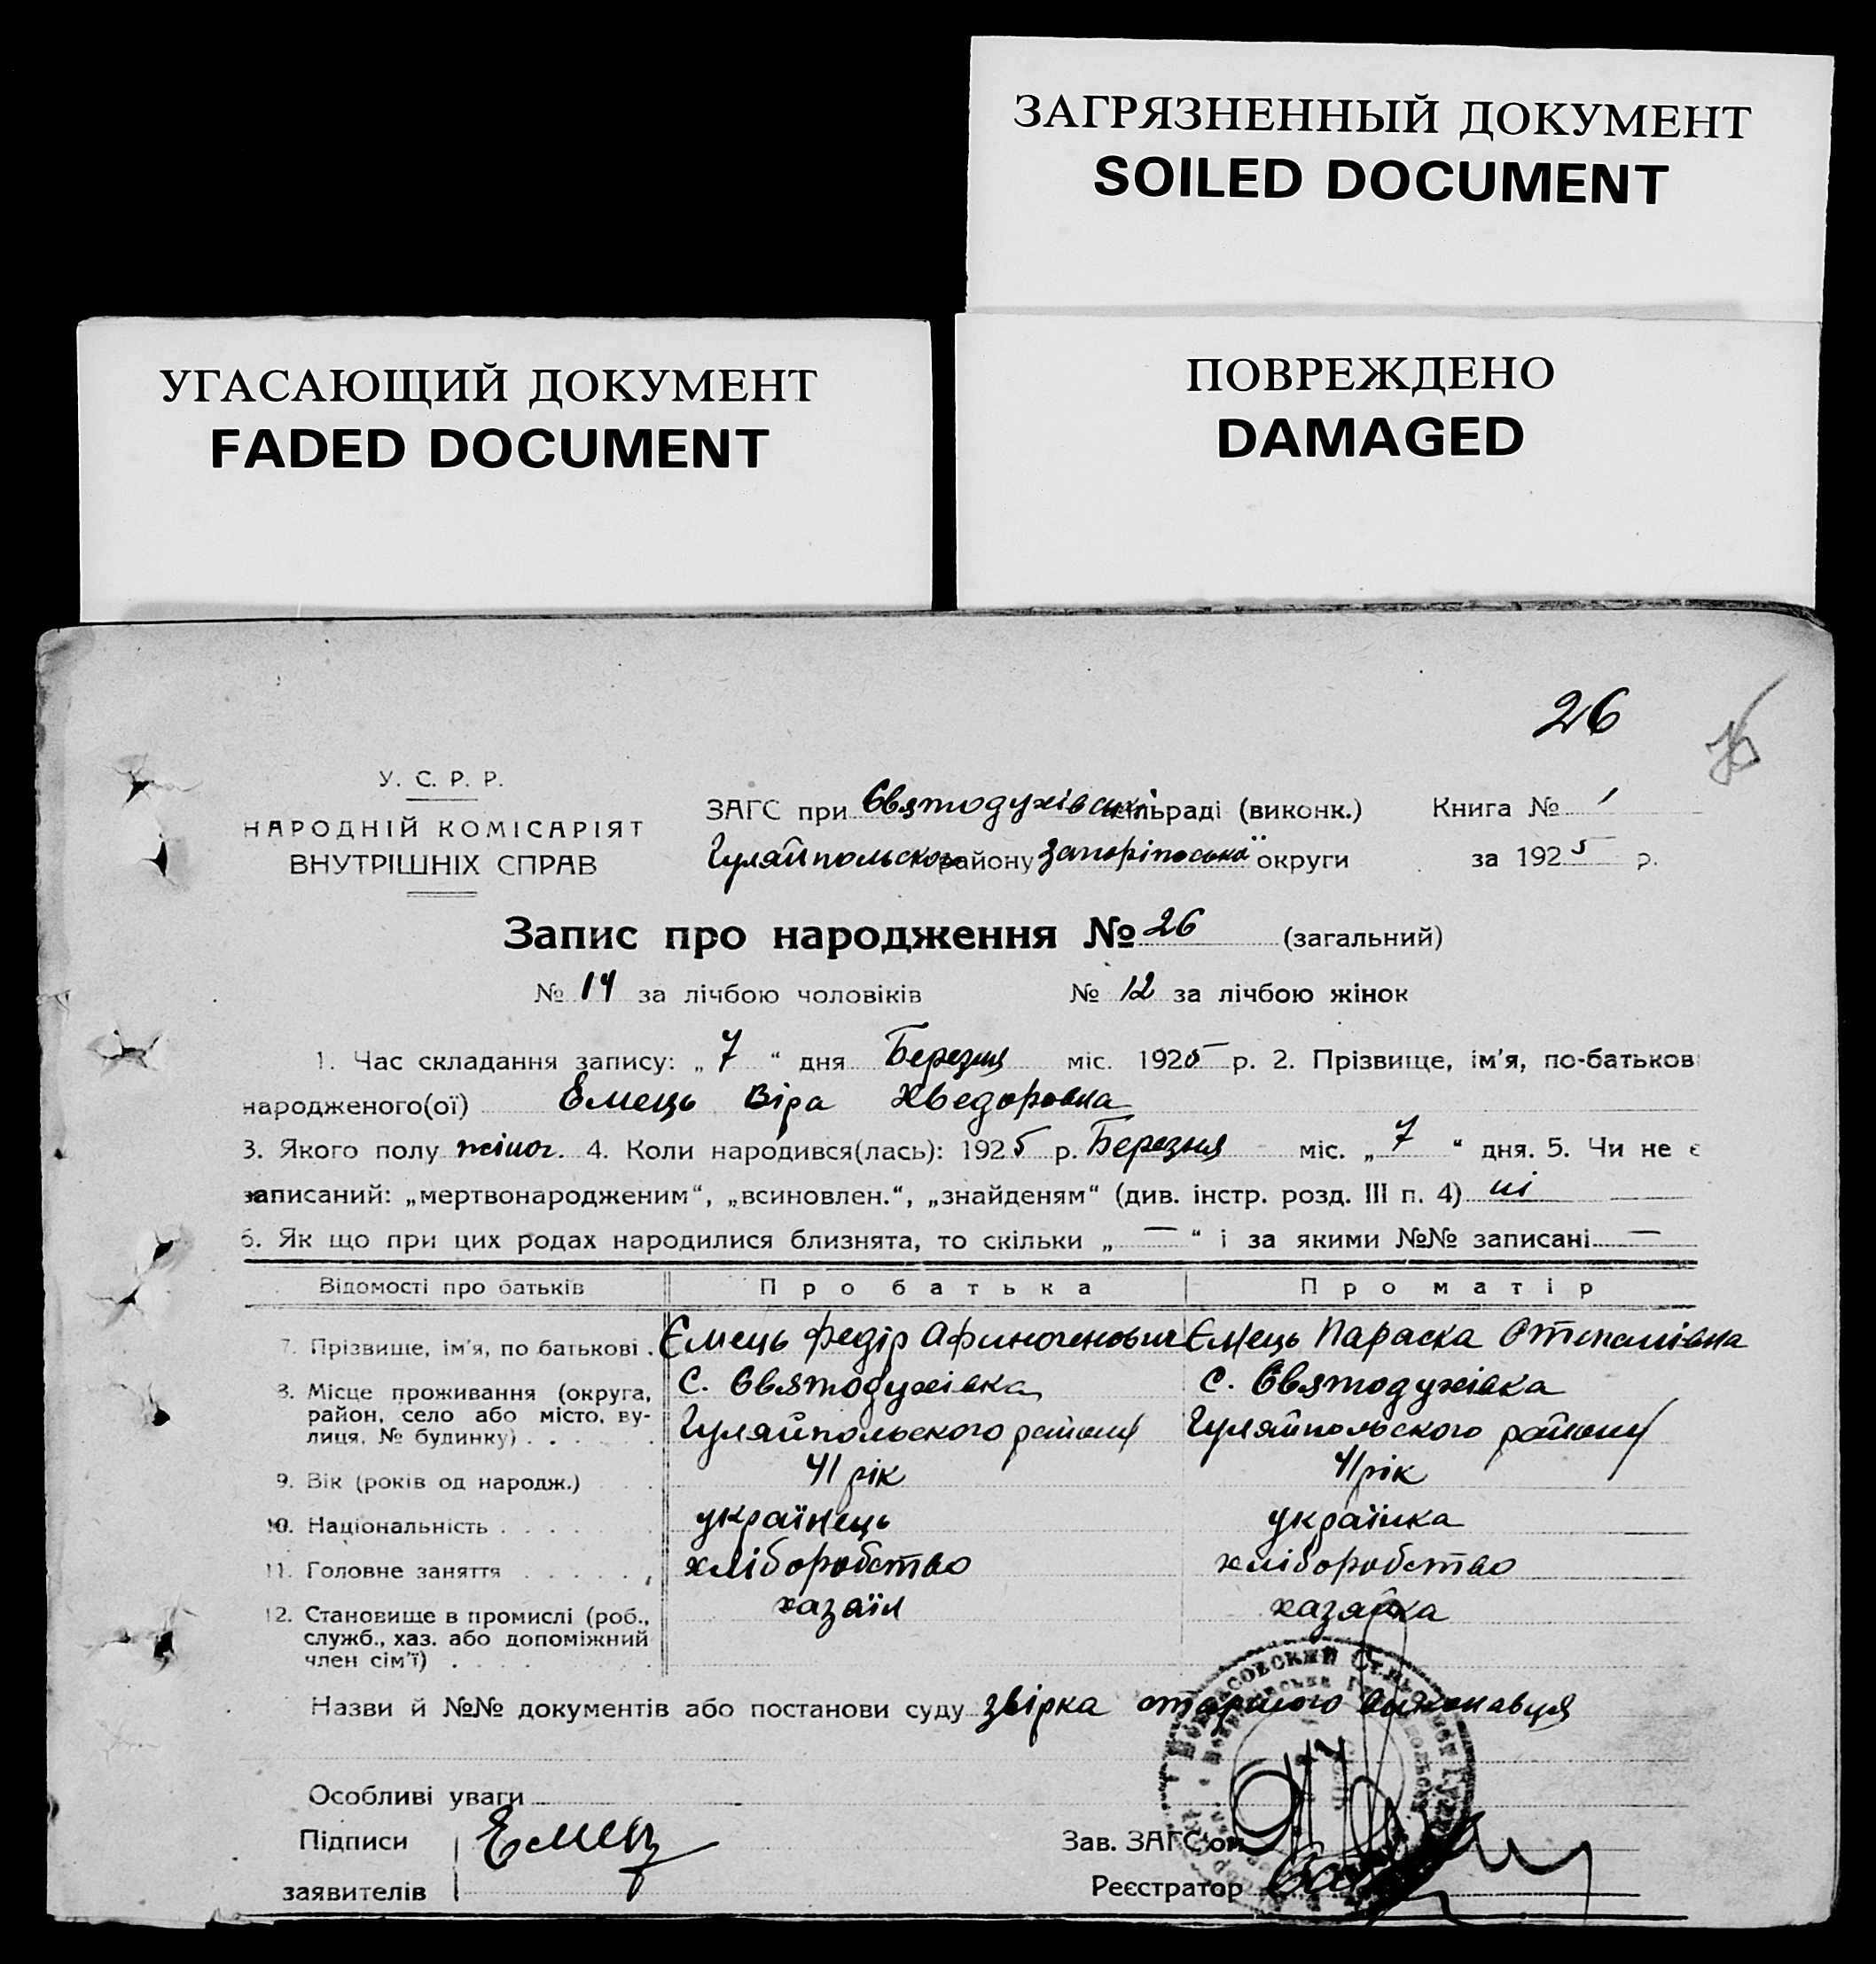 ЗАГРЯЗНЕННЫЙ ДОКУМЕНТ
SOILED DOCUMENT
УГАСАЮЩИЙ ДОКУМЕНТ
FADED DOCUMENT
ПОВРЕЖДЕНО
DAMAGED
26
У. С. Р. Р.
НАРОДНІЙ КОМІСАРІЯТ
ВНУТРІШНІХ СПРАВ
ЗАГС при Святодухівській сільраді (виконк.) Книга № 1
Гуляйпольского району Запоріжської округи за 1925 р.
Запис про народження № 26 (загальний)
№ 14 за лічбою чоловіків № 12 за лічбою жінок
1. Час складання запису: „ 7 “ дня Березня міс. 1925 р. 2. Прізвище, ім'я, по-батькові
народженого(ої) Емець Віра Хведоровна
3. Якого полу жіноч. 4. Коли народився(лась): 1925 р. Березня міс. „ 7 “ дня. 5. Чи не є
записаний: „мертвонародженим“, „всиновлен.“, „знайденям“ (див. інстр. розд. III п. 4) ні
6. Як що при цих родах народилися близнята, то скільки „ — “ і за якими №№ записані —
Відомості про батьків Про батька Про матір
7. Прізвище, ім'я, по батькові . Ємець Федір Афиногенович Ємець Параска
8. Місце проживання (округа, район, село або місто, вулиця, № будинку) . . . . . С. Святодухівка С. Святодухівка
Гуляйпольского району Гуляйпольского району
9. Вік (років од народж.) 41 рік 41 рік
10. Національність . . . . українець українка
11. Головне заняття . . . . . хліборобство хліборобство
12. Становище в промислі (роб., служб., хаз. або допоміжний член сім'ї) . . . . хазаїн хазяйка
Назви й №№ документів або постанови суду звірка старшого виконавця
Особливі уваги
Підписи Емец Зав. ЗАГС'ом
заявителів Реєстратор